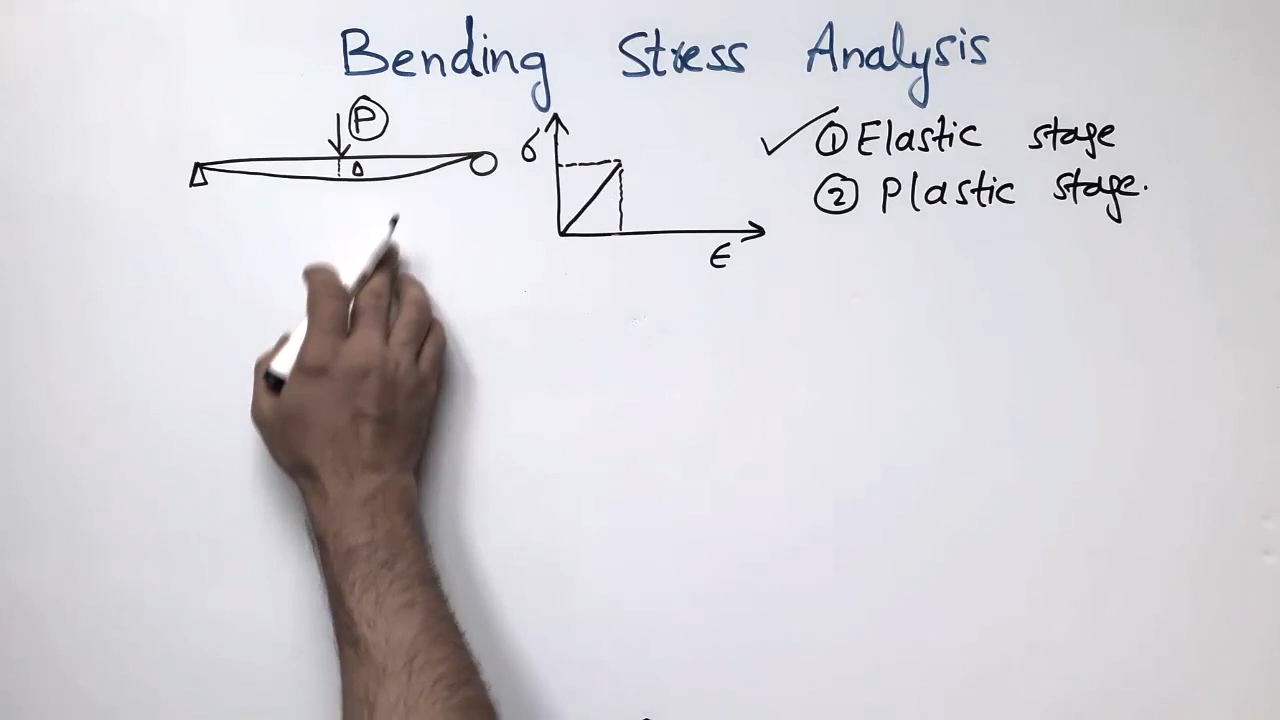 Bending Stress Analysis
P
Δ
σ
ϵ
① Elastic stage
② Plastic stage.